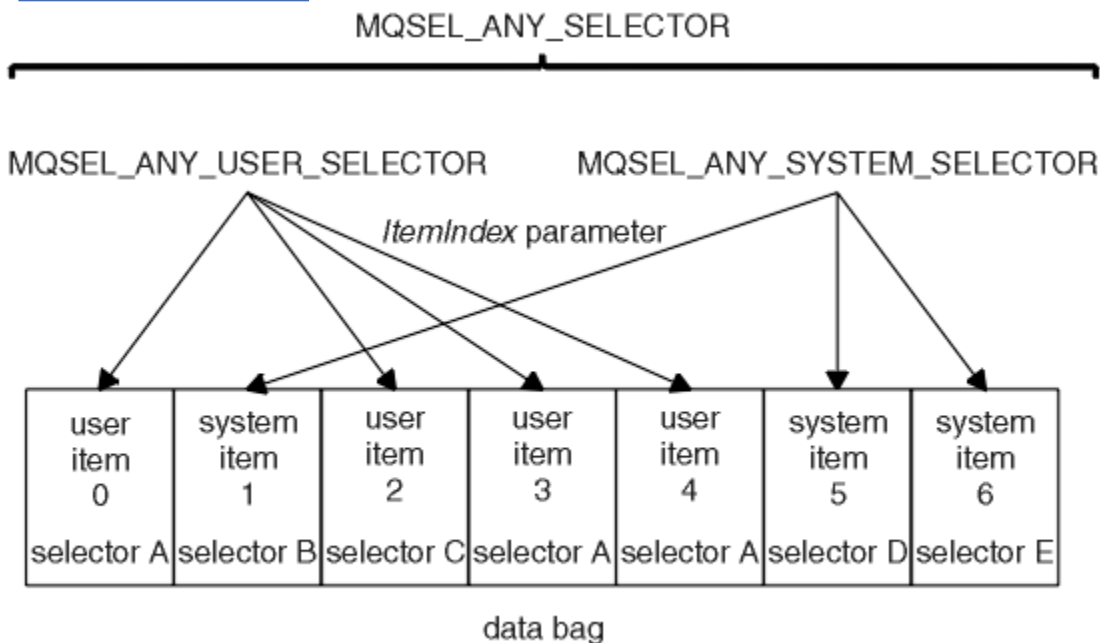 MQSEL_ANY_SELECTOR
MQSEL_ANY_USER_SELECTOR
MQSEL_ANY_SYSTEM_SELECTOR
ItemIndex parameter
user
item
0
selector A
system
item
1
selector B
user
item
2
selector C
user
item
3
selector A
user
item
4
selector A
system
item
5
selector D
system
item
6
selector E
data bag